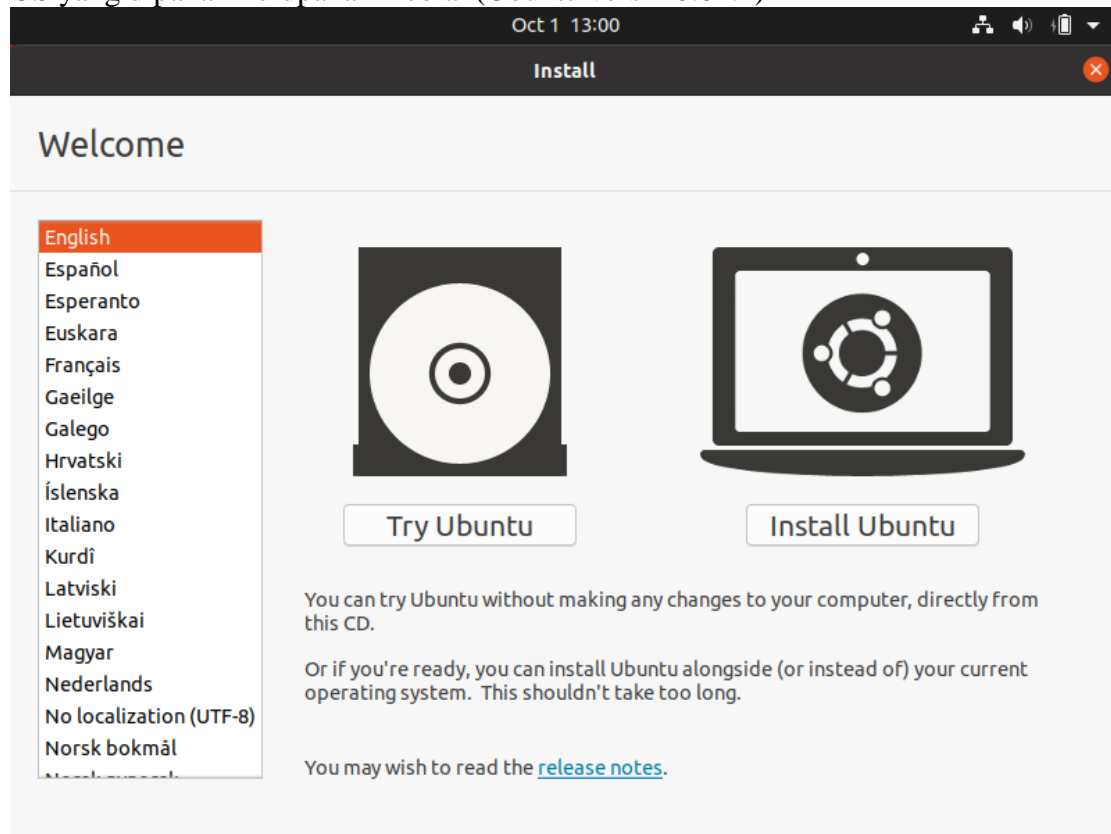 Oct 1 13:00
Install
Welcome
English
Español
Esperanto
Euskara
Français
Gaeilge
Galego
Hrvatski
Íslenska
Italiano
Kurdî
Latviski
Lietuviškai
Magyar
Nederlands
No localization (UTF-8)
Norsk bokmål
Try Ubuntu
Install Ubuntu
You can try Ubuntu without making any changes to your computer, directly from
this CD.
Or if you're ready, you can install Ubuntu alongside (or instead of) your current
operating system. This shouldn't take too long.
You may wish to read the release notes.